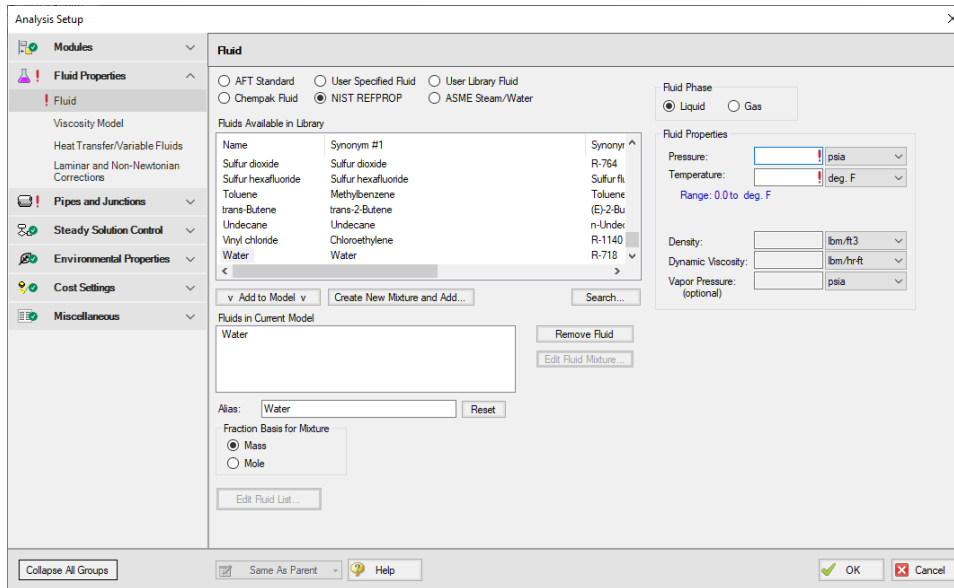 Analysis Setup
Modules
Fluid Properties
Fluid
Viscosity Model
Heat Transfer/Variable Fluids
Laminar and Non-Newtonian
Corrections
Pipes and Junctions
Steady Solution Control
Environmental Properties
Cost Settings
Miscellaneous
Collapse All Groups
Fluid
AFT Standard User Specified Fluid User Library Fluid
Chempak Fluid NIST REFPROP ASME Steam/Water
Fluids Available in Library
Name Synonym #1 Synonyr
Sulfur dioxide Sulfur dioxide R-764
Sulfur hexafluoride Sulfur hexafluoride Sulfur flu
Toluene Methylbenzene Toluene
trans-Butene trans-2-Butene (E)-2-Bu
Undecane Undecane n-Undec
Vinyl chloride Chloroethylene R-1140
Water Water R-718
v Add to Model v Create New Mixture and Add... Search...
Fluids in Current Model
Water
Remove Fluid
Edit Fluid Mixture...
Alias: Water Reset
Fraction Basis for Mixture
Mass
Mole
Edit Fluid List...
Fluid Phase
Liquid Gas
Fluid Properties
Pressure: ! psia
Temperature: ! deg. F
Range: 0.0 to deg. F
Density: lbm/ft3
Dynamic Viscosity: lbm/hr-ft
Vapor Pressure: psia
(optional)
Same As Parent Help OK Cancel